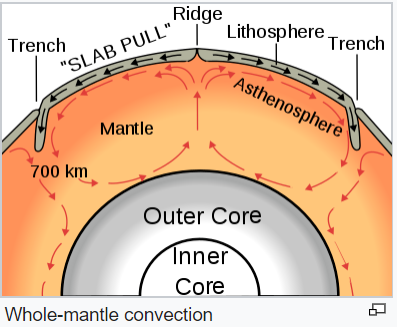 Ridge
Trench
"SLAB PULL"
Lithosphere
Trench
Asthenosphere
Mantle
700 km
Outer Core
Inner
Core
Whole-mantle convection